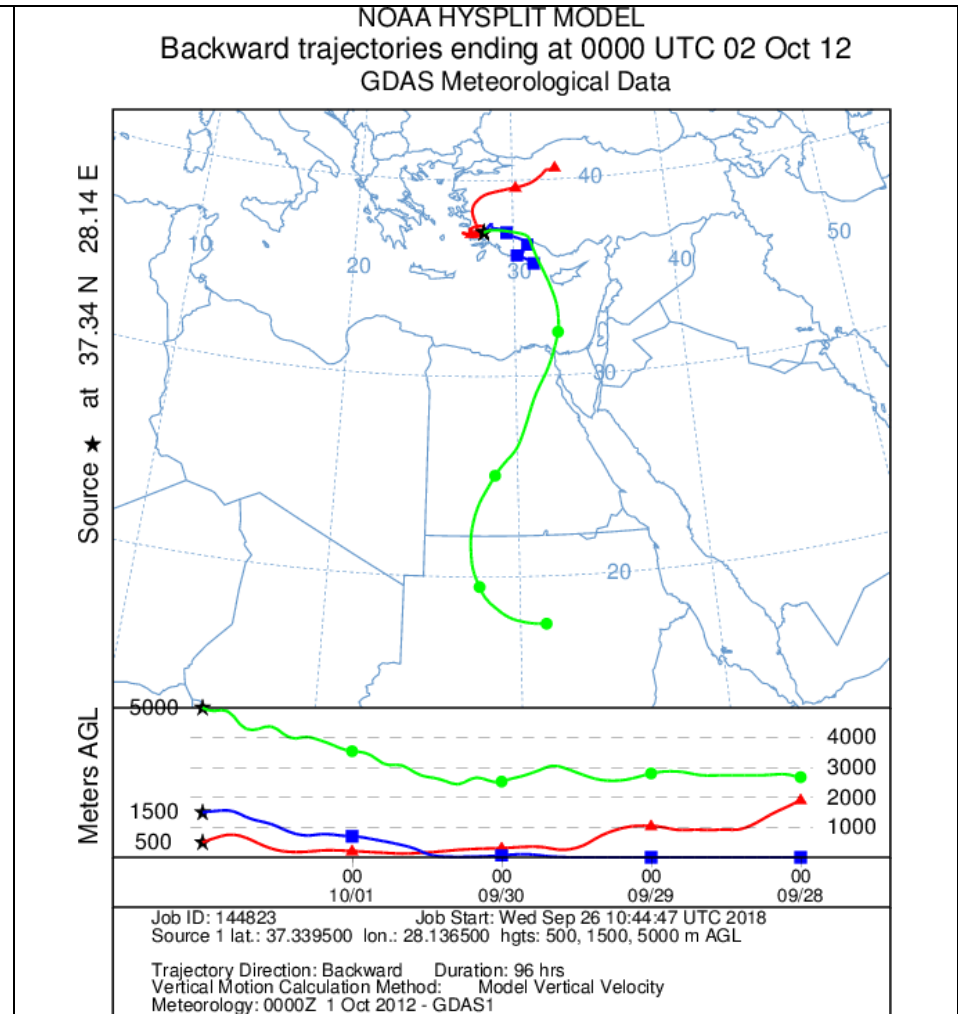 NOAA HYSPLIT MODEL
Backward trajectories ending at 0000 UTC 02 Oct 12
GDAS Meteorological Data
Source ★ at 37.34 N 28.14 E
40
50
10
20
30
40
30
20
Meters AGL
5000
4000
3000
2000
1500
1000
500
00 00 00 00
10/01 09/30 09/29 09/28
Job ID: 144823 Job Start: Wed Sep 26 10:44:47 UTC 2018
Source 1 lat.: 37.339500 lon.: 28.136500 hgts: 500, 1500, 5000 m AGL
Trajectory Direction: Backward Duration: 96 hrs
Vertical Motion Calculation Method: Model Vertical Velocity
Meteorology: 0000Z 1 Oct 2012 - GDAS1